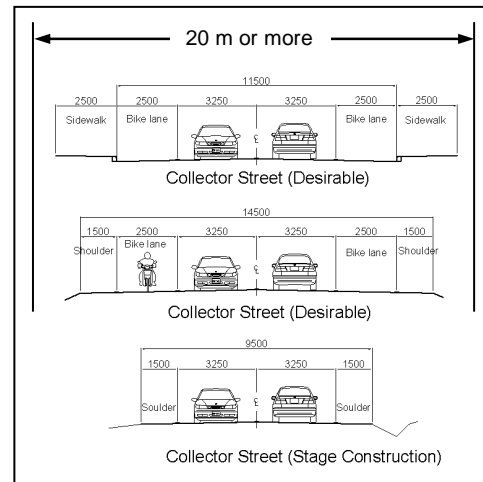 20 m or more
11500
2500 2500 3250 3250 2500 2500
Sidewalk Bike lane Bike lane Sidewalk
℄
Collector Street (Desirable)
14500
1500 2500 3250 3250 2500 1500
Shoulder Bike lane Bike lane Shoulder
℄
Collector Street (Desirable)
9500
1500 3250 3250 1500
Soulder Soulder
℄
Collector Street (Stage Construction)